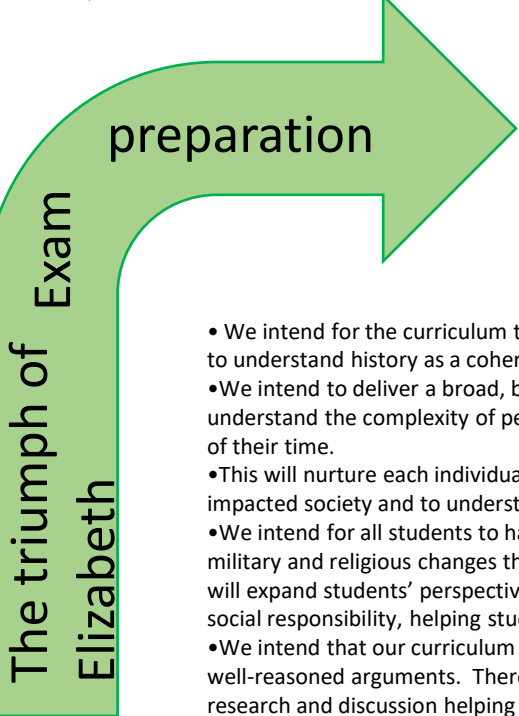 preparation
Exam
The triumph of
Elizabeth
• We intend for the curriculum
to understand history as a coher
•We intend to deliver a broad, b
understand the complexity of pe
of their time.
•This will nurture each individua
impacted society and to underst
•We intend for all students to ha
military and religious changes th
will expand students’ perspectiv
social responsibility, helping stu
•We intend that our curriculum
well-reasoned arguments.  There
research and discussion helping